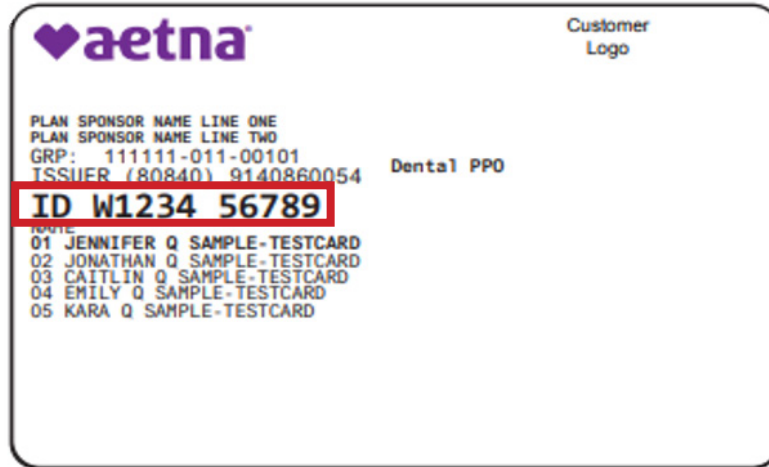 aetna
Customer
Logo
PLAN SPONSOR NAME LINE ONE
PLAN SPONSOR NAME LINE TWO
GRP: 111111-011-00101
ISSUER (80840) 9140860054
Dental PPO
ID W1234 56789
NAME
01 JENNIFER Q SAMPLE-TESTCARD
02 JONATHAN Q SAMPLE-TESTCARD
03 CAITLIN Q SAMPLE-TESTCARD
04 EMILY Q SAMPLE-TESTCARD
05 KARA Q SAMPLE-TESTCARD